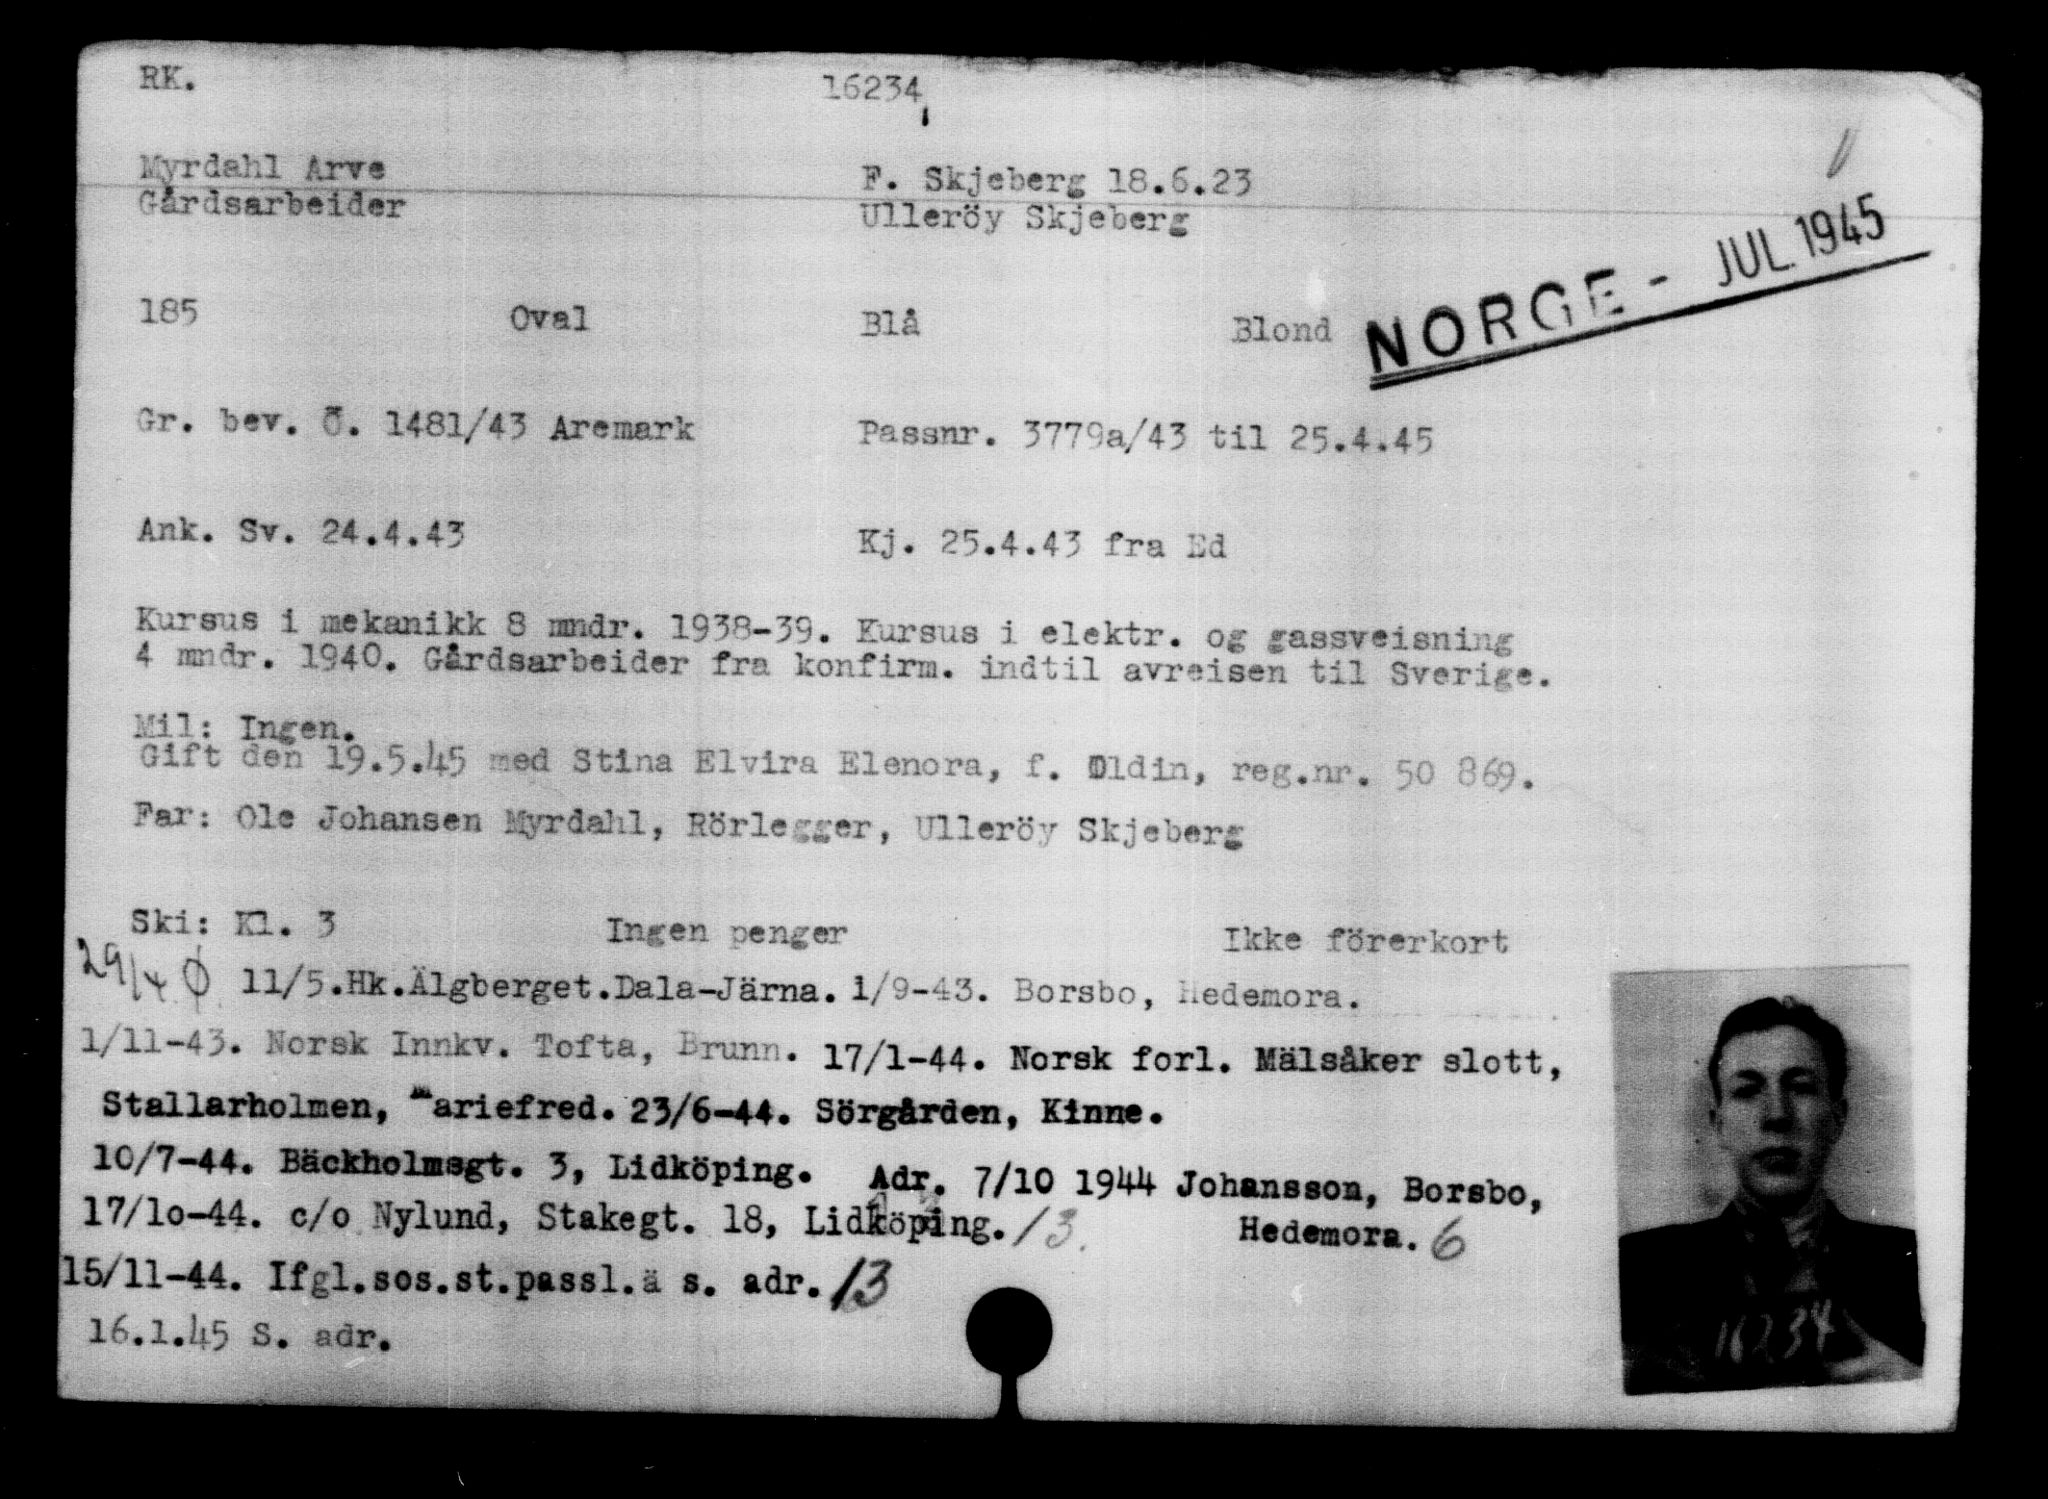 RK. 16234
Myrdahl Arve F. Skjeberg 18.6.23
Gårdsarbeider Ulleröy Skjeberg
NORGE - JUL. 1945
185 Oval Blå Blond
Gr. bev. Ö. 1481/43 Aremark Passnr. 3779a/43 til 25.4.45
Ank. Sv. 24.4.43 Kj. 25.4.43 fra Ed
Kursus i mekanikk 8 mndr. 1938-39. Kursus i elektr. og gassveisning
4 mndr. 1940. Gårdsarbeider fra konfirm. indtil avreisen til Sverige.
Mil: Ingen.
Gift den 19.5.45 med Stina Elvira Elenora, f. Oldin, reg.nr. 50 869.
Far: Ole Johansen Myrdahl, Rörlegger, Ulleröy Skjeberg
Ski: Kl. 3 Ingen penger Ikke förerkort
29/4 Ø 11/5.Hk.Älgberget.Dala-Järna. 1/9-43. Borsbo, Hedemora.
1/11-43. Norsk Innkv. Tofta, Brunn. 17/1-44. Norsk forl. Mälsåker slott,
Stallarholmen, mariefred. 23/6-44. Sörgården, Kinne.
10/7-44. Bäckholmsgt. 3, Lidköping. Adr. 7/10 1944 Johansson, Borsbo,
17/10-44. c/o Nylund, Stakegt. 18, Lidköping. 13. Hedemora. 6
15/11-44. Ifgl.sos.st.passl.ä s. adr. 13
16.1.45 S. adr.
16234